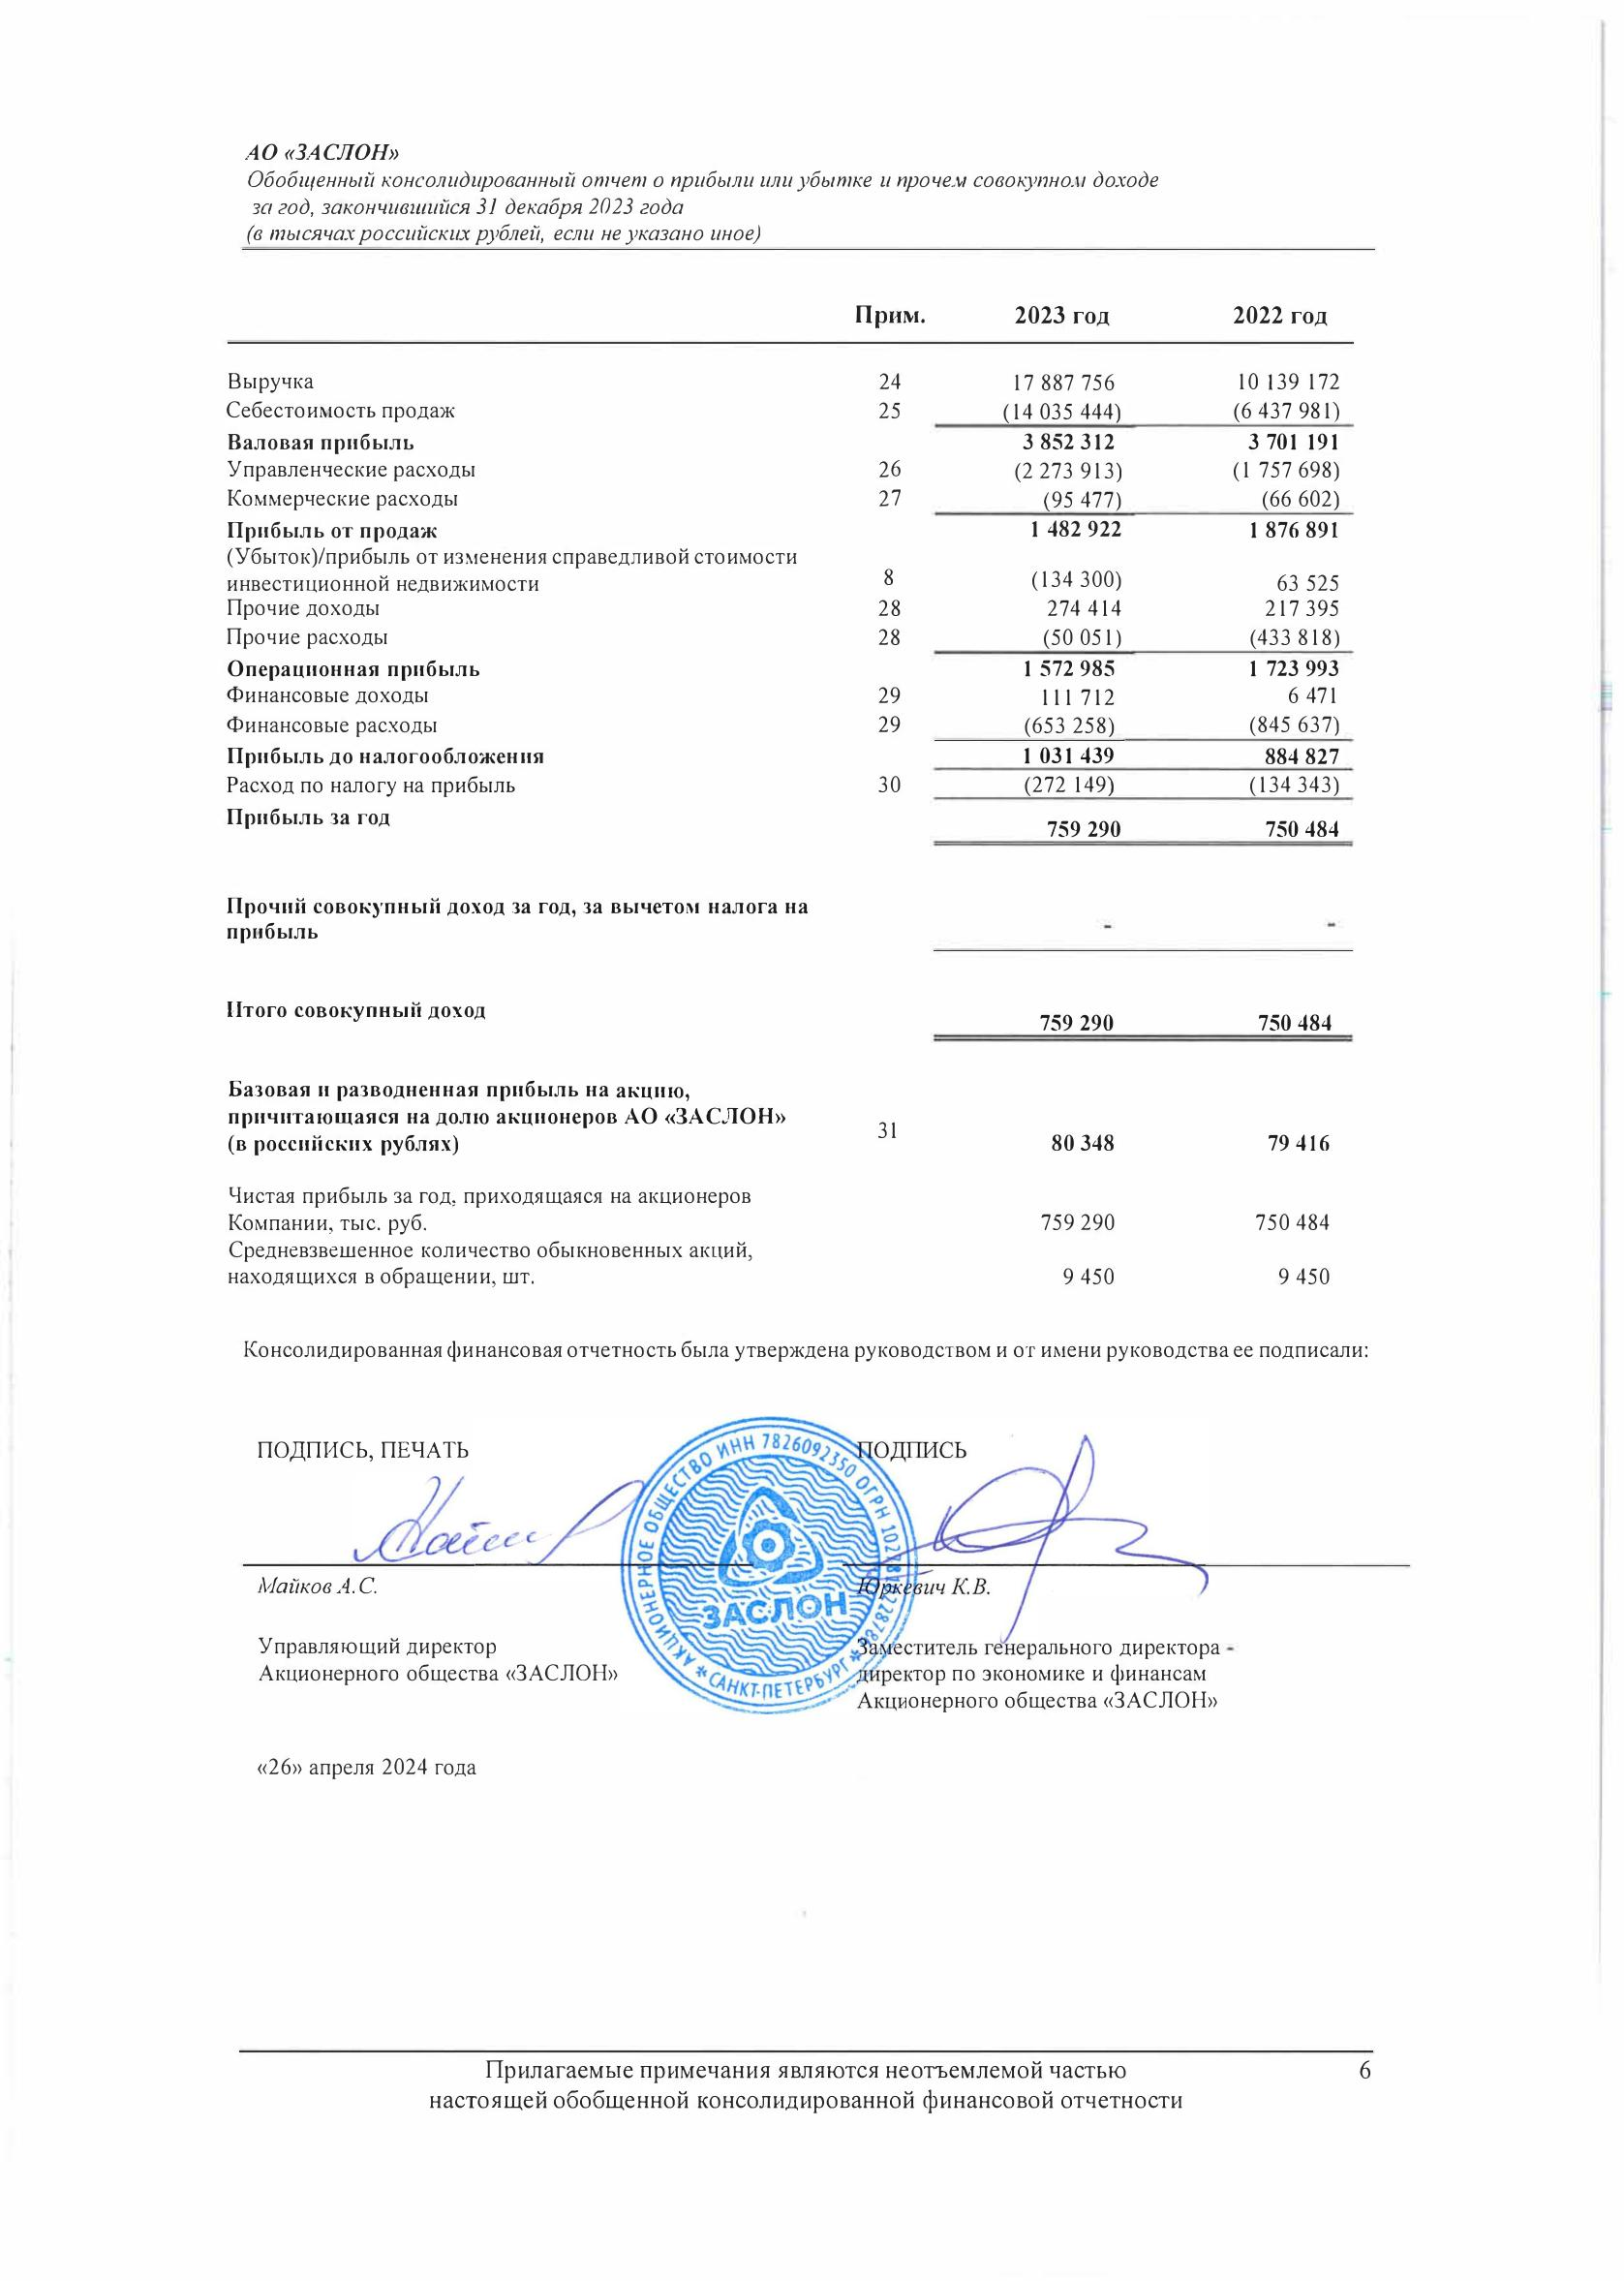 АО «ЗАСЛОН»
Обобщенный консолидированный отчет о прибыли или убытке и прочем совокупном доходе
за год, закончившийся 31 декабря 2023 года
(в тысячах российских рублей, если не указано иное)
Прим. 2023 год 2022 год
Выручка 24 17 887 756 10 139 172
Себестоимость продаж 25 (14 035 444) (6 437 981)
Валовая прибыль 3 852 312 3 701 191
Управленческие расходы 26 (2 273 913) (1 757 698)
Коммерческие расходы 27 (95 477) (66 602)
Прибыль от продаж 1 482 922 1 876 891
(Убыток)/прибыль от изменения справедливой стоимости
инвестиционной недвижимости 8 (134 300) 63 525
Прочие доходы 28 274 414 217 395
Прочие расходы 28 (50 051) (433 818)
Операционная прибыль 1 572 985 1 723 993
Финансовые доходы 29 111 712 6 471
Финансовые расходы 29 (653 258) (845 637)
Прибыль до налогообложения 1 031 439 884 827
Расход по налогу на прибыль 30 (272 149) (134 343)
Прибыль за год 759 290 750 484
Прочий совокупный доход за год, за вычетом налога на
прибыль - -
Итого совокупный доход 759 290 750 484
Базовая и разводненная прибыль на акцию,
причитающаяся на долю акционеров АО «ЗАСЛОН»
(в российских рублях) 31 80 348 79 416
Чистая прибыль за год, приходящаяся на акционеров
Компании, тыс. руб. 759 290 750 484
Средневзвешенное количество обыкновенных акций,
находящихся в обращении, шт. 9 450 9 450
Консолидированная финансовая отчетность была утверждена руководством и от имени руководства ее подписали:
ПОДПИСЬ, ПЕЧАТЬ ПОДПИСЬ
АКЦИОНЕРНОЕ ОБЩЕСТВО ИНН 7826092350 ОГРН
* САНКТ-ПЕТЕРБУРГ *
ЗАСЛОН
Майков А.С. Юркевич К.В.
Управляющий директор Заместитель генерального директора -
Акционерного общества «ЗАСЛОН» директор по экономике и финансам
Акционерного общества «ЗАСЛОН»
«26» апреля 2024 года
Прилагаемые примечания являются неотъемлемой частью 6
настоящей обобщенной консолидированной финансовой отчетности